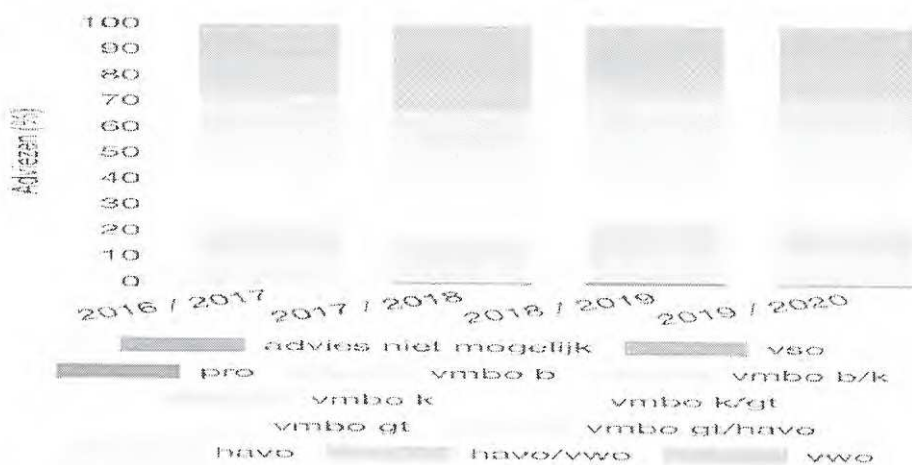 100
90
80
70
60
50
40
30
20
10
0
Adviezen (%)
2016 / 2017 2017 / 2018 2018 / 2019 2019 / 2020
advies niet mogelijk vso
pro vmbo b vmbo b/k
vmbo k vmbo k/gt
vmbo gt vmbo gt/havo
havo havo/vwo vwo